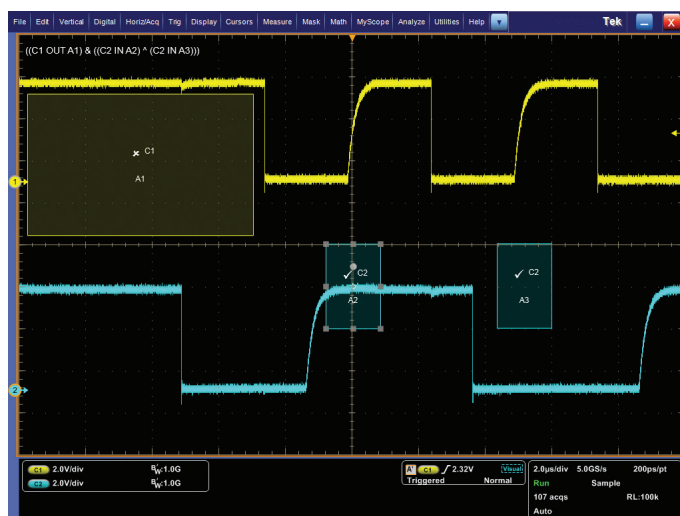 File Edit Vertical Digital Horiz/Acq Trig Display Cursors Measure Mask Math MyScope Analyze Utilities Help Tek X
((C1 OUT A1) & ((C2 IN A2) ^ (C2 IN A3)))
C1
A1
1
C2
A2
C2
A3
2
C1 2.0V/div BW:1.0G
C2 2.0V/div BW:1.0G
A' C1 2.32V Visual
Triggered Normal
2.0µs/div 5.0GS/s 200ps/pt
Run Sample
107 acqs RL:100k
Auto